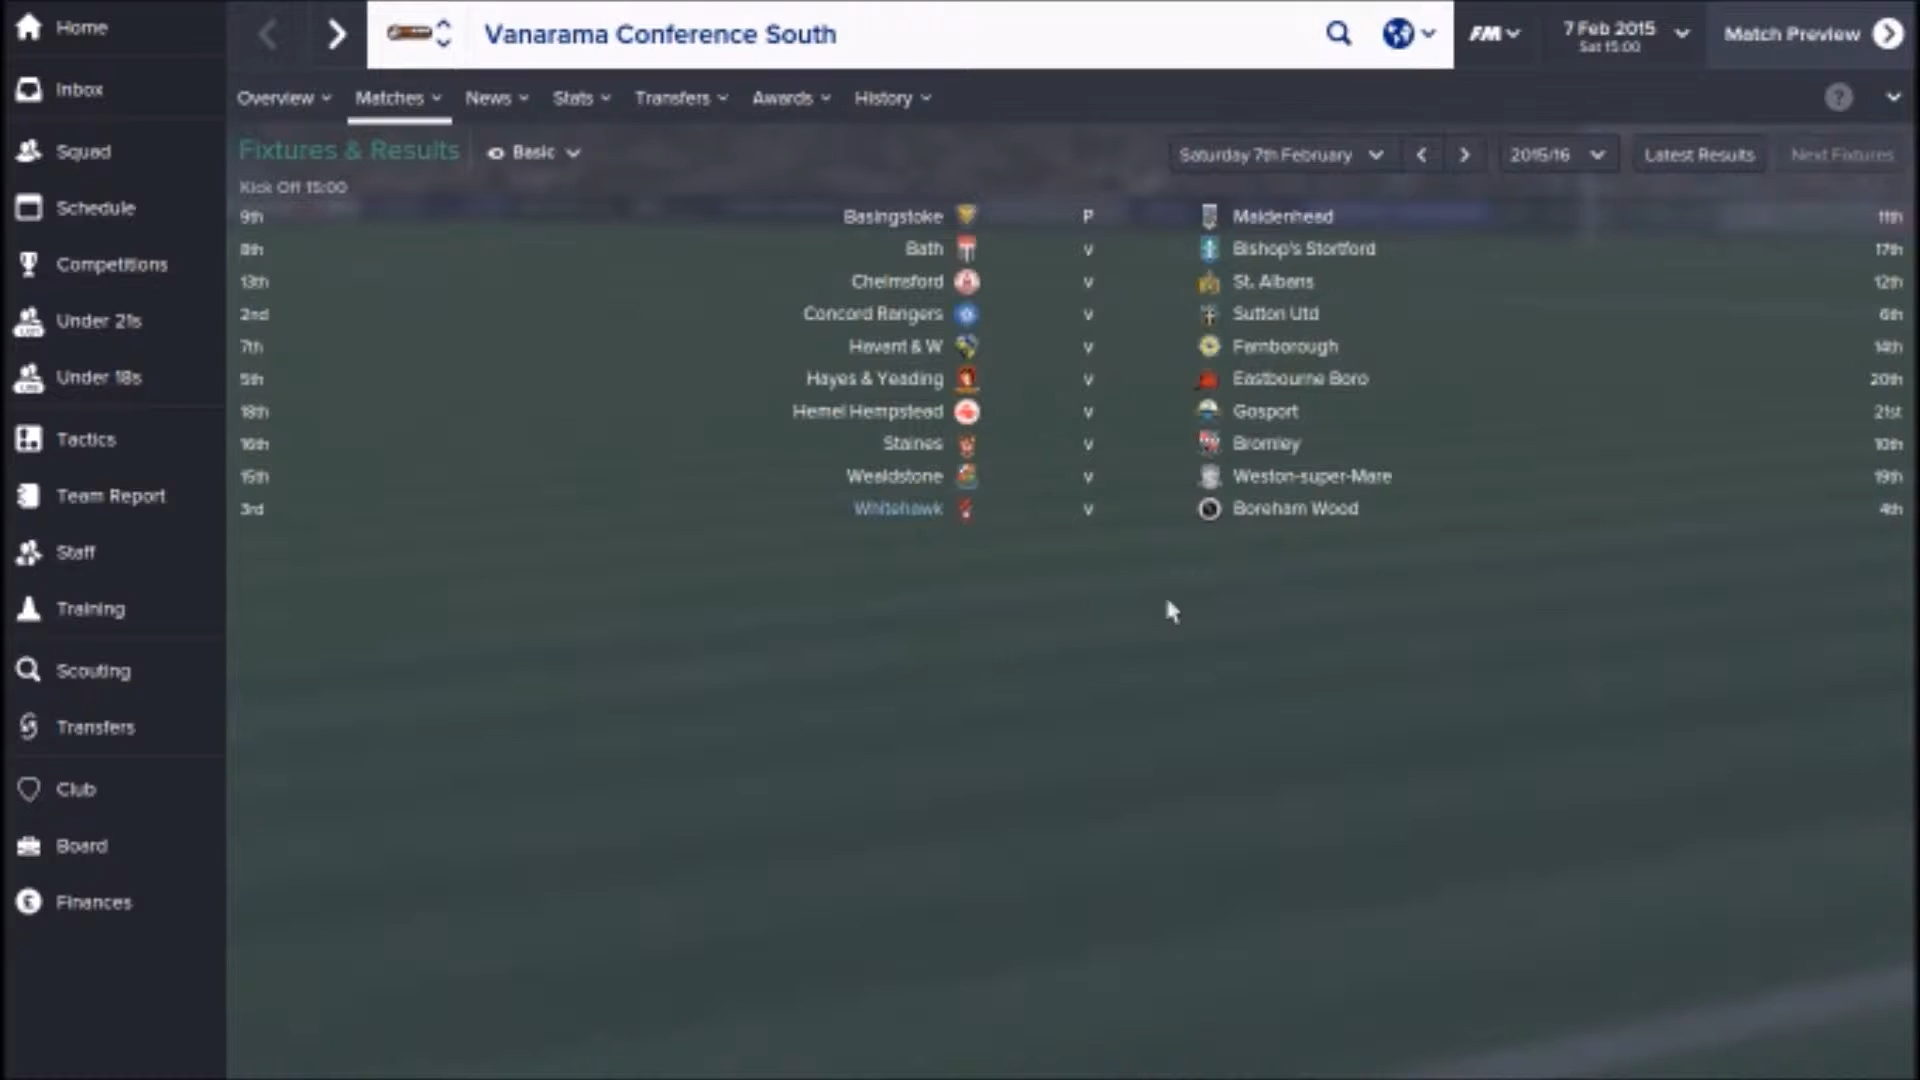 Home
Vanarama Conference South
FM
7 Feb 2015
Sat 15:00
Match Preview
Inbox
Overview Matches News Stats Transfers Awards History
?
Squad
Fixtures & Results
Basic
Saturday 7th February
2015/16
Latest Results
Next Fixtures
Kick Off 15:00
Schedule
9th Basingstoke P Maidenhead 11th
8th Bath v Bishop's Stortford 17th
Competitions
13th Chelmsford v St. Albans 12th
Under 21s
2nd Concord Rangers v Sutton Utd 6th
7th Havant & W v Farnborough 14th
Under 18s
5th Hayes & Yeading v Eastbourne Boro 20th
18th Hemel Hempstead v Gosport 21st
Tactics
16th Staines v Bromley 10th
15th Wealdstone v Weston-super-Mare 19th
Team Report
3rd Whitehawk v Boreham Wood 4th
Staff
Training
Scouting
Transfers
Club
Board
Finances